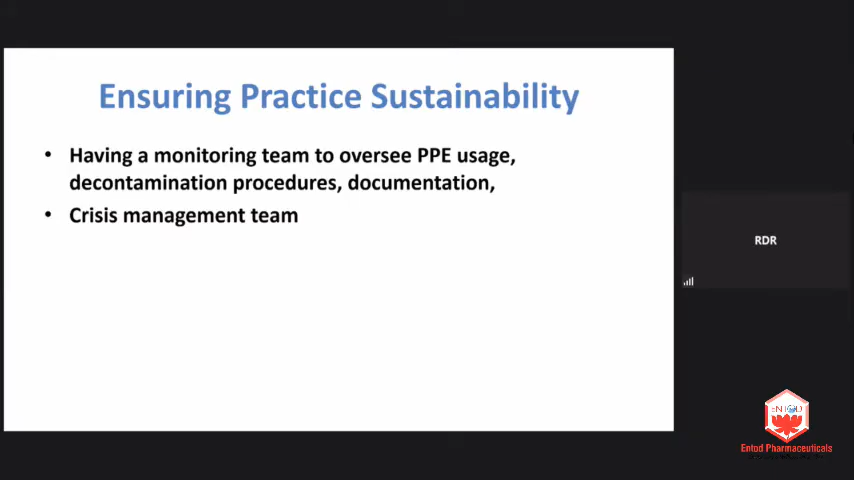 Ensuring Practice Sustainability
• Having a monitoring team to oversee PPE usage,
decontamination procedures, documentation,
• Crisis management team
RDR
Entod Pharmaceuticals